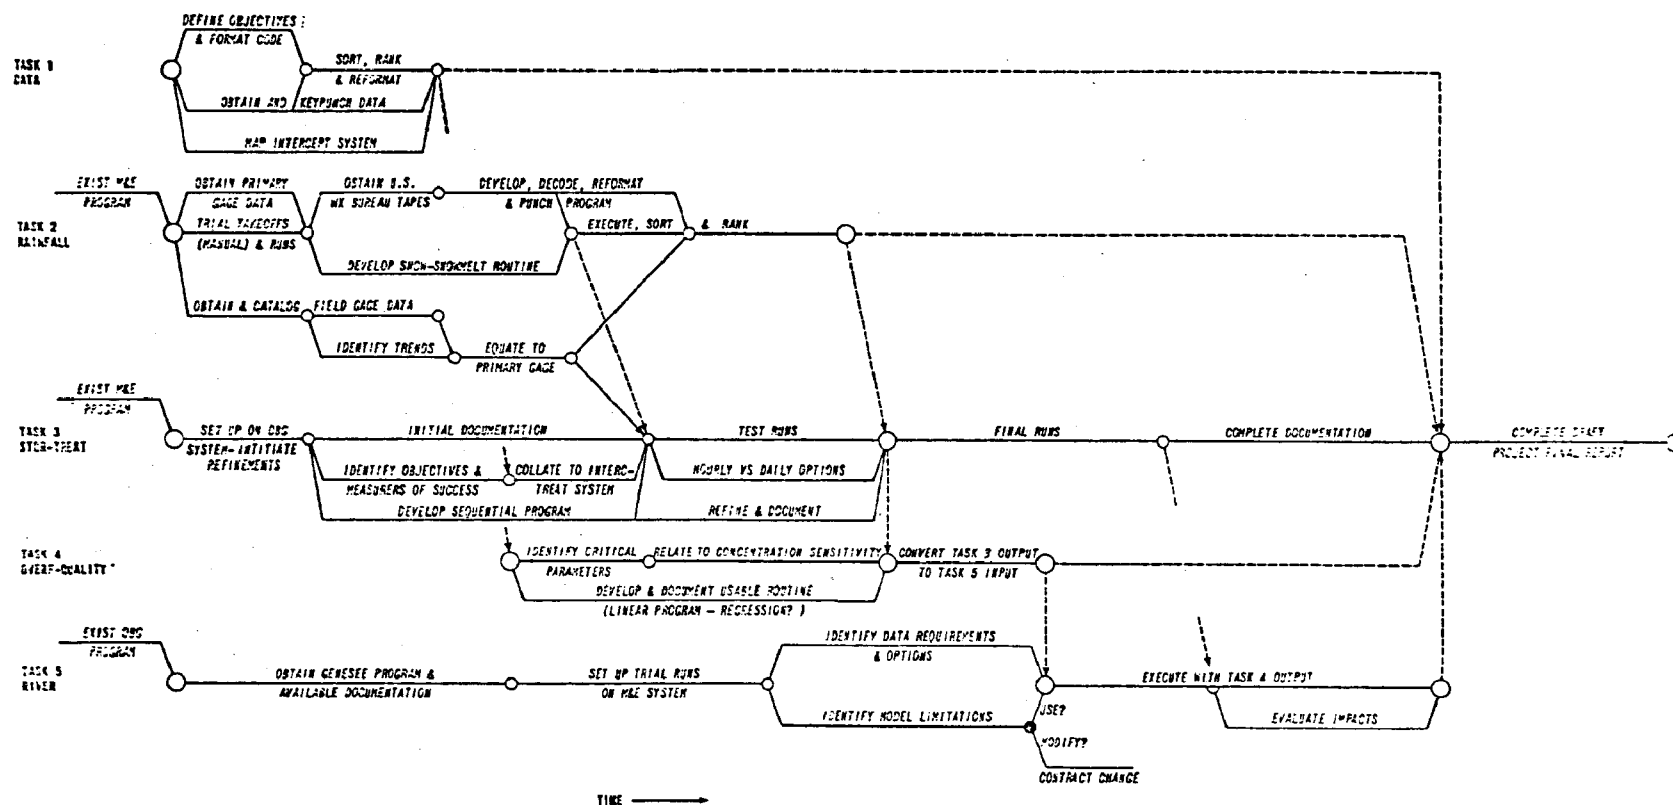 DEFINE OBJECTIVES
& FORMAT CODE
TASK 1
DATA
SORT, RANK
& REFORMAT
OBTAIN AND KEYPUNCH DATA
MAP INTERCEPT SYSTEM
EXIST M&E
PROGRAM
OBTAIN PRIMARY
GAGE DATA
TRIAL TAKEOFFS
(MANUAL) & RUNS
OBTAIN U.S.
WX BUREAU TAPES
DEVELOP, DECODE, REFORMAT
& PUNCH PROGRAM
EXECUTE, SORT & RANK
TASK 2
RAINFALL
DEVELOP SNOW-SNOWMELT ROUTINE
OBTAIN & CATALOG FIELD GAGE DATA
IDENTIFY TRENDS
EQUATE TO
PRIMARY GAGE
EXIST M&E
PROGRAM
TASK 3
STOR-TREAT
SET UP ON OBG
SYSTEM-INTITIATE
REFINEMENTS
INITIAL DOCUMENTATION
TEST RUNS
FINAL RUNS
COMPLETE DOCUMENTATION
COMPLETE DRAFT
PROJECT FINAL REPORT
IDENTIFY OBJECTIVES &
MEASURERS OF SUCCESS
COLLATE TO INTERC-
TREAT SYSTEM
HOURLY VS DAILY OPTIONS
DEVELOP SEQUENTIAL PROGRAM
REFINE & DOCUMENT
TASK 4
OVERF-QUALITY
IDENTIFY CRITICAL
PARAMETERS
RELATE TO CONCENTRATION SENSITIVITY
CONVERT TASK 3 OUTPUT
TO TASK 5 INPUT
DEVELOP & DOCUMENT USABLE ROUTINE
(LINEAR PROGRAM - REGRESSION? )
EXIST OBG
PROGRAM
TASK 5
RIVER
OBTAIN GENESEE PROGRAM &
AVAILABLE DOCUMENTATION
SET UP TRIAL RUNS
ON M&E SYSTEM
IDENTIFY DATA REQUIREMENTS
& OPTIONS
EXECUTE WITH TASK 4 OUTPUT
IDENTIFY MODEL LIMITATIONS
USE?
EVALUATE IMPACTS
MODIFY?
CONTRACT CHANGE
TIME